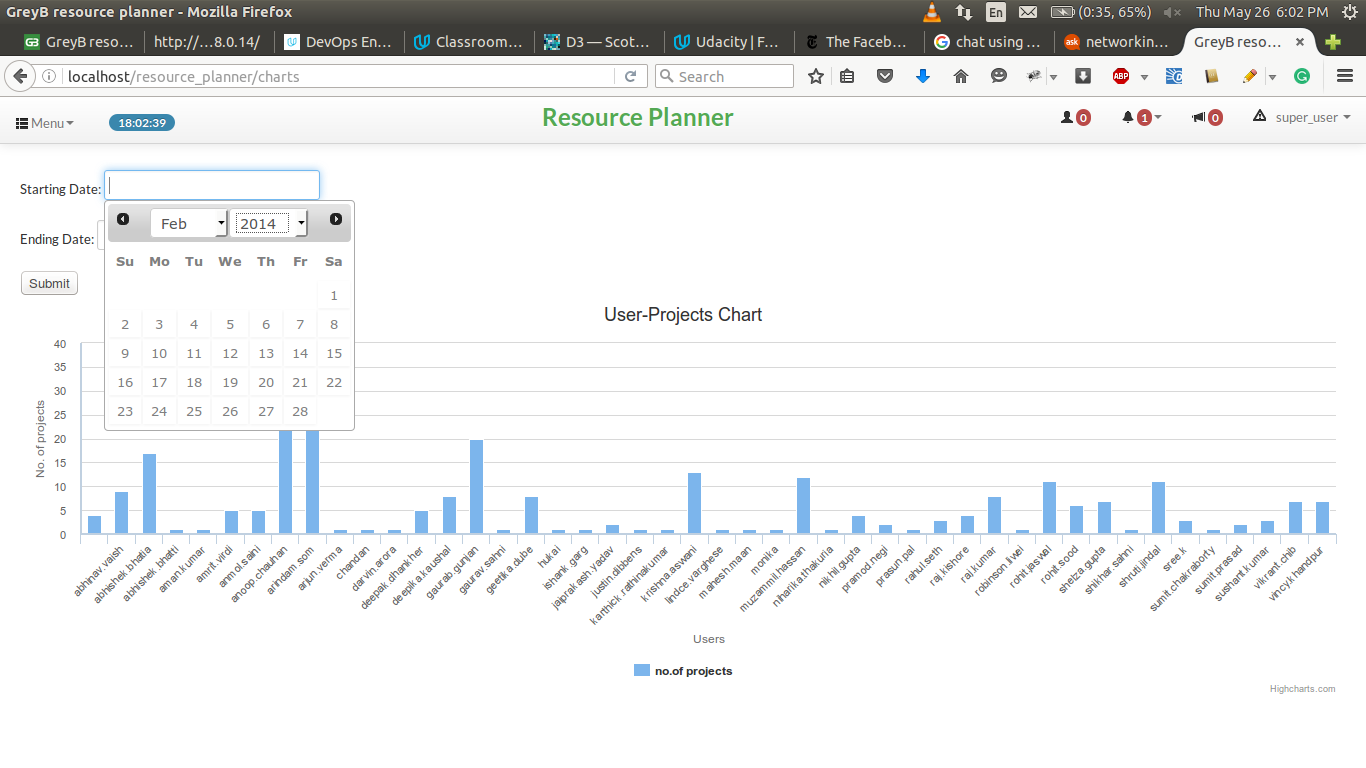 GreyB resource planner - Mozilla Firefox
En (0:35, 65%) Thu May 26 6:02 PM
GB GreyB reso... http://...8.0.14/ DevOps En... Classroom... D3 — Scot... Udacity | F... The Faceb... chat using ... ask networkin... GreyB reso...
localhost/resource_planner/charts Search ABP
Menu 18:02:39 Resource Planner 0 1 0 super_user
Starting Date:
Feb 2014
Ending Date:
Su Mo Tu We Th Fr Sa
Submit
1
2 3 4 5 6 7 8
9 10 11 12 13 14 15
16 17 18 19 20 21 22
23 24 25 26 27 28
User-Projects Chart
No. of projects
40
35
30
25
20
15
10
5
0
abhinav.vaish
abhishek.bhatia
abhishek.bhatti
aman.kumar
amrit.virdi
anmol.saini
anoop.chauhan
arindam.som
arjun.verma
chandan
darvin.arora
deepak.dhankher
deepika.kaushal
gaurab.gunjan
gaurav.sahni
geetika.dube
hukai
ishank.garg
jaiprakash.yadav
justin.dibbens
karthick.rathinakumar
krishna.aswani
lindce.varghese
mahesh.maan
monika
muzammil.hassan
niharika.thakuria
nikhil.gupta
pramod.negi
prasun.pal
rahul.seth
raj.kishore
raj.kumar
robinson.liwei
rohit.jaswal
rohit.sood
shelza.gupta
shikhar.sahni
shruti.jindal
sree.k
sumit.chakraborty
sumit.prasad
sushant.kumar
vikrant.chib
vincyk.handpur
Users
no.of projects
Highcharts.com